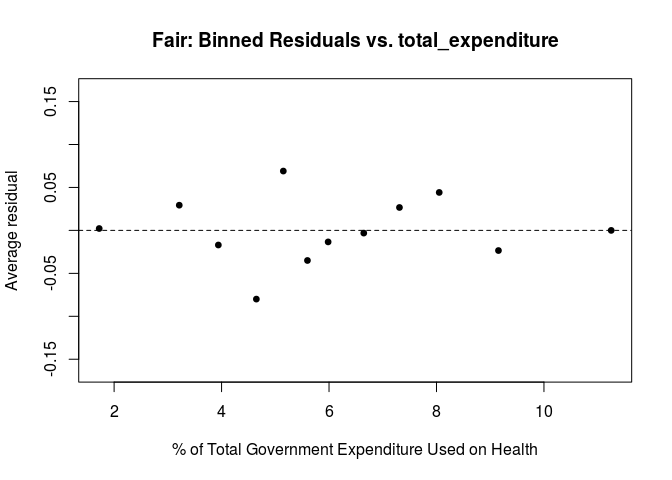 Fair: Binned Residuals vs. total_expenditure
Average residual
0.15
0.05
-0.05
-0.15
2 4 6 8 10
% of Total Government Expenditure Used on Health